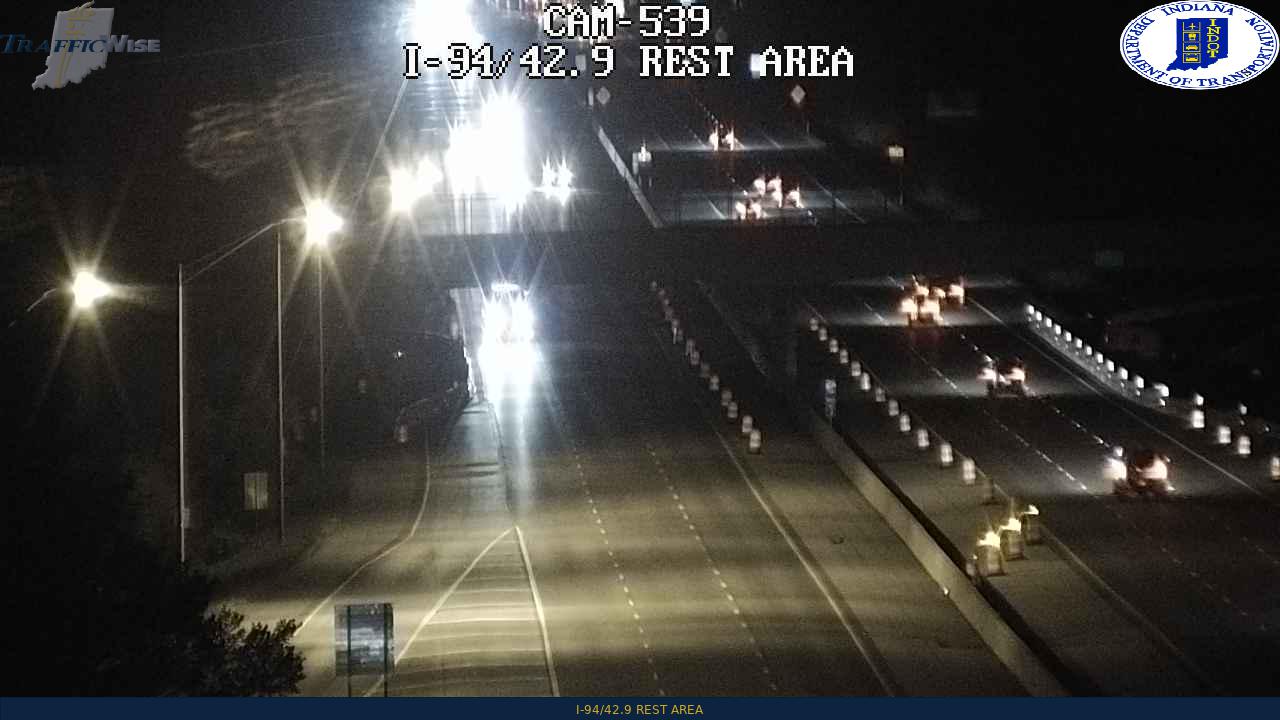 CAM-539
I-94/42.9 REST AREA
TRAFFICWISE
INDIANA
DEPARTMENT OF TRANSPORTATION
INDOT
I-94/42.9 REST AREA